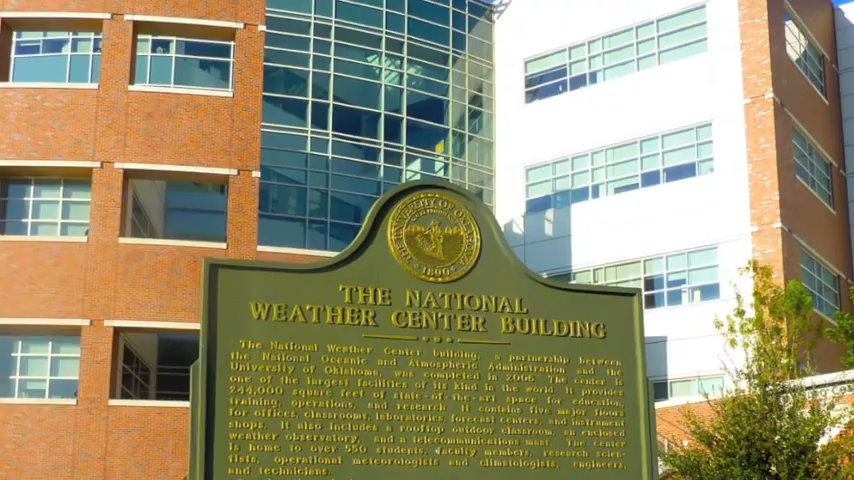 THE UNIVERSITY OF OKLAHOMA
1890
THE NATIONAL
WEATHER CENTER BUILDING
The National Weather Center building, a partnership between
the National Oceanic and Atmospheric Administration and the
University of Oklahoma, was completed in 2006. The center is
one of the largest facilities of its kind in the world. It provides
244,000 square feet of state-of-the-art space for education,
training, operations, and research. It contains five major floors
for offices, classrooms, laboratories, forecast centers, and instrument
shops. It also includes a rooftop outdoor classroom, an enclosed
weather observatory, and a telecommunications mast. The center
is home to over 550 students, faculty members, research scien-
tists, operational meteorologists and climatologists, engineers,
and technicians.